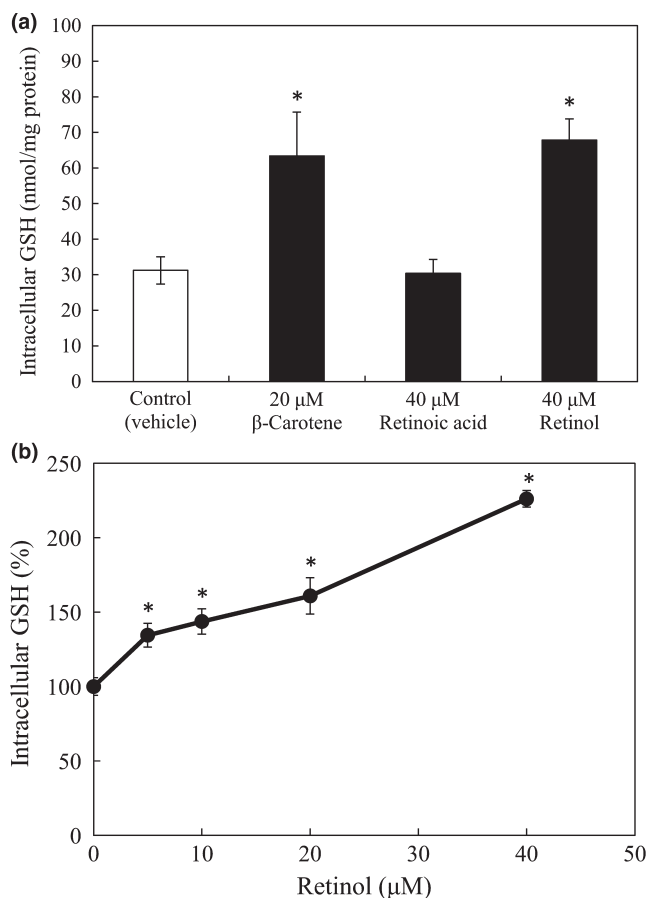 (a)
Intracellular GSH (nmol/mg protein)
100
90
80
70
60
50
40
30
20
10
0
*
*
Control
(vehicle)
20 μM
β-Carotene
40 μM
Retinoic acid
40 μM
Retinol
(b)
Intracellular GSH (%)
250
200
150
100
50
0
*
*
*
*
0
10
20
30
40
50
Retinol (μM)